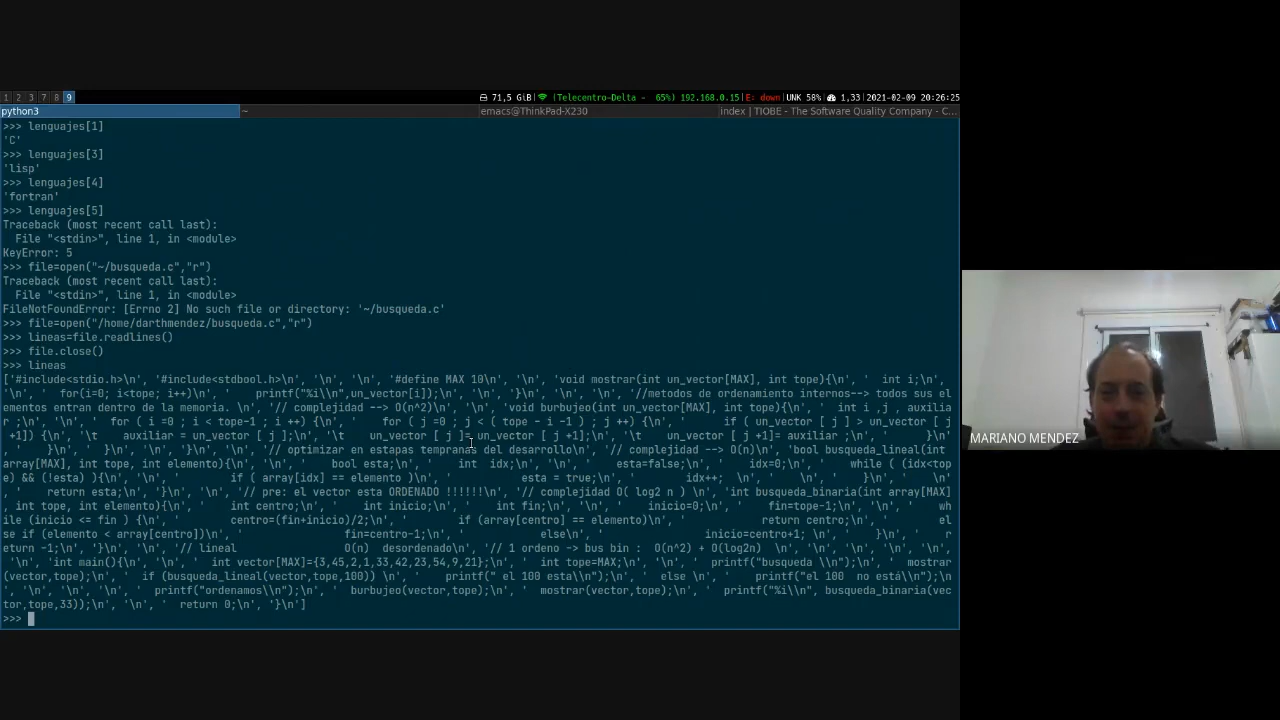 1 2 3 7 8 9
71,5 GiB| |Telecentro-Delta - 65%) 192.168.0.15|E: down|UNK 58%| 1,33|2021-02-09 20:26:25
python3 ~ emacs@ThinkPad-X230 index | TIOBE - The Software Quality Company - C...
>>> lenguajes[1]
'C'
>>> lenguajes[3]
'lisp'
>>> lenguajes[4]
'fortran'
>>> lenguajes[5]
Traceback (most recent call last):
  File "<stdin>", line 1, in <module>
KeyError: 5
>>> file=open("~/busqueda.c","r")
Traceback (most recent call last):
  File "<stdin>", line 1, in <module>
FileNotFoundError: [Errno 2] No such file or directory: '~/busqueda.c'
>>> file=open("/home/darthmendez/busqueda.c","r")
>>> lineas=file.readlines()
>>> file.close()
>>> lineas
['#include<stdio.h>\n', '#include<stdbool.h>\n', '\n', '\n', '#define MAX 10\n', '\n', 'void mostrar(int un_vector[MAX], int tope){\n', '  int i;\n',
'\n', '  for(i=0; i<tope; i++)\n', '    printf("%i\\n",un_vector[i]);\n', '\n', '}\n', '\n', '//metodos de ordenamiento internos--> todos sus el
ementos entran dentro de la memoria. \n', '// complejidad --> O(n^2)\n', '\n', 'void burbujeo(int un_vector[MAX], int tope){\n', '  int i ,j , auxilia
r ;\n', '\n', '  for ( i =0 ; i < tope-1 ; i ++) {\n', '    for ( j =0 ; j < ( tope - i -1 ) ; j ++) {\n', '      if ( un_vector [ j ] > un_vector [ j
+1]) {\n', '\t    auxiliar = un_vector [ j ];\n', '\t    un_vector [ j ]= un_vector [ j +1];\n', '\t    un_vector [ j +1]= auxiliar ;\n', '      }\n'
, '    }\n', '  }\n', '}\n', '\n', '// optimizar en estapas tempranas del desarrollo\n', '// complejidad --> O(n)\n', 'bool busqueda_lineal(int
array[MAX], int tope, int elemento){\n', '\n', '    bool esta;\n', '    int  idx;\n', '\n', '    esta=false;\n', '    idx=0;\n', '    while ( (idx<top
e) && (!esta) ){\n', '        if ( array[idx] == elemento )\n', '            esta = true;\n', '        idx++;  \n', '    }\n', '    \n'
, '    return esta;\n', '}\n', '\n', '// pre: el vector esta ORDENADO !!!!!!\n', '// complejidad O( log2 n ) \n', 'int busqueda_binaria(int array[MAX]
, int tope, int elemento){\n', '    int centro;\n', '    int inicio;\n', '    int fin;\n', '\n', '    inicio=0;\n', '    fin=tope-1;\n', '\n', '    wh
ile (inicio <= fin ) {\n', '        centro=(fin+inicio)/2;\n', '        if (array[centro] == elemento)\n', '            return centro;\n', '        el
se if (elemento < array[centro])\n', '            fin=centro-1;\n', '        else\n', '            inicio=centro+1; \n', '    }\n', '    r
eturn -1;\n', '}\n', '\n', '// lineal                 O(n)  desordenado\n', '// 1 ordeno -> bus bin :  O(n^2) + O(log2n)  \n', '\n', '\n', '\n', '\n',
'\n', 'int main(){\n', '\n', '  int vector[MAX]={3,45,2,1,33,42,23,54,9,21};\n', '  int tope=MAX;\n', '\n', '  printf("busqueda \\n");\n', '  mostrar
(vector,tope);\n', '  if (busqueda_lineal(vector,tope,100)) \n', '    printf(" el 100 esta\\n");\n', '  else \n', '    printf("el 100  no está\\n");\n
', '\n', '\n', '\n', '  printf("ordenamos\\n");\n', '  burbujeo(vector,tope);\n', '  mostrar(vector,tope);\n', '  printf("%i\\n", busqueda_binaria(vec
tor,tope,33));\n', '\n', '  return 0;\n', '}\n']
>>>
MARIANO MENDEZ